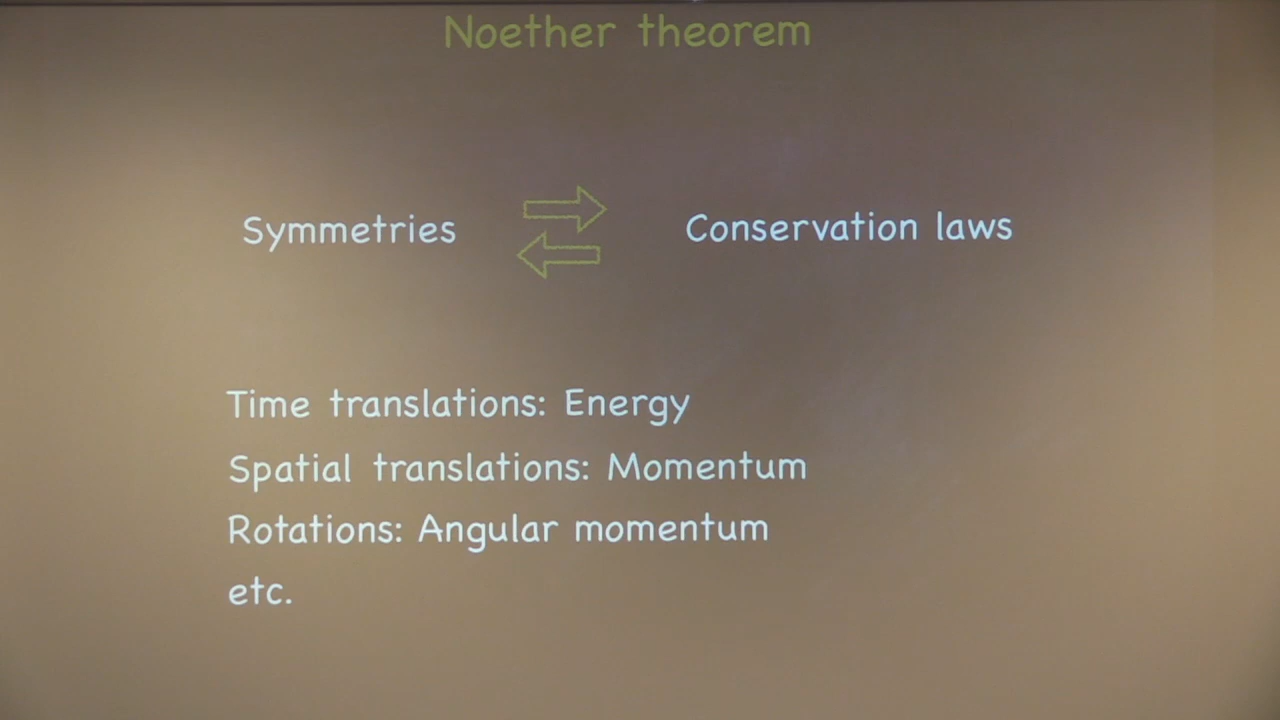 Noether theorem
Symmetries
Conservation laws
Time translations: Energy
Spatial translations: Momentum
Rotations: Angular momentum
etc.